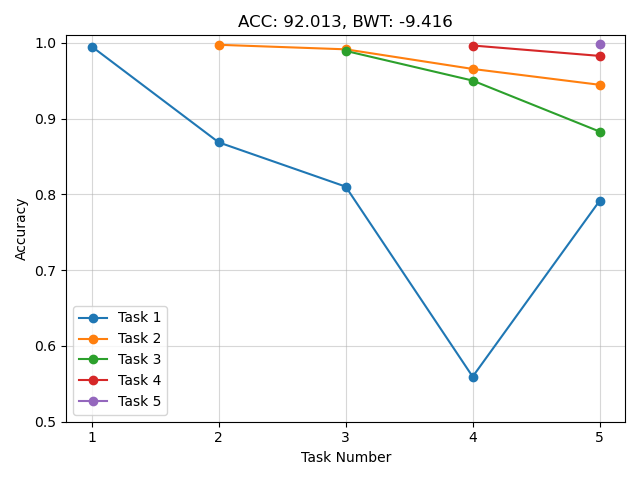 ACC: 92.013, BWT: -9.416
1.0
0.9
0.8
0.7
0.6
0.5
Accuracy
Task 1
Task 2
Task 3
Task 4
Task 5
1 2 3 4 5
Task Number